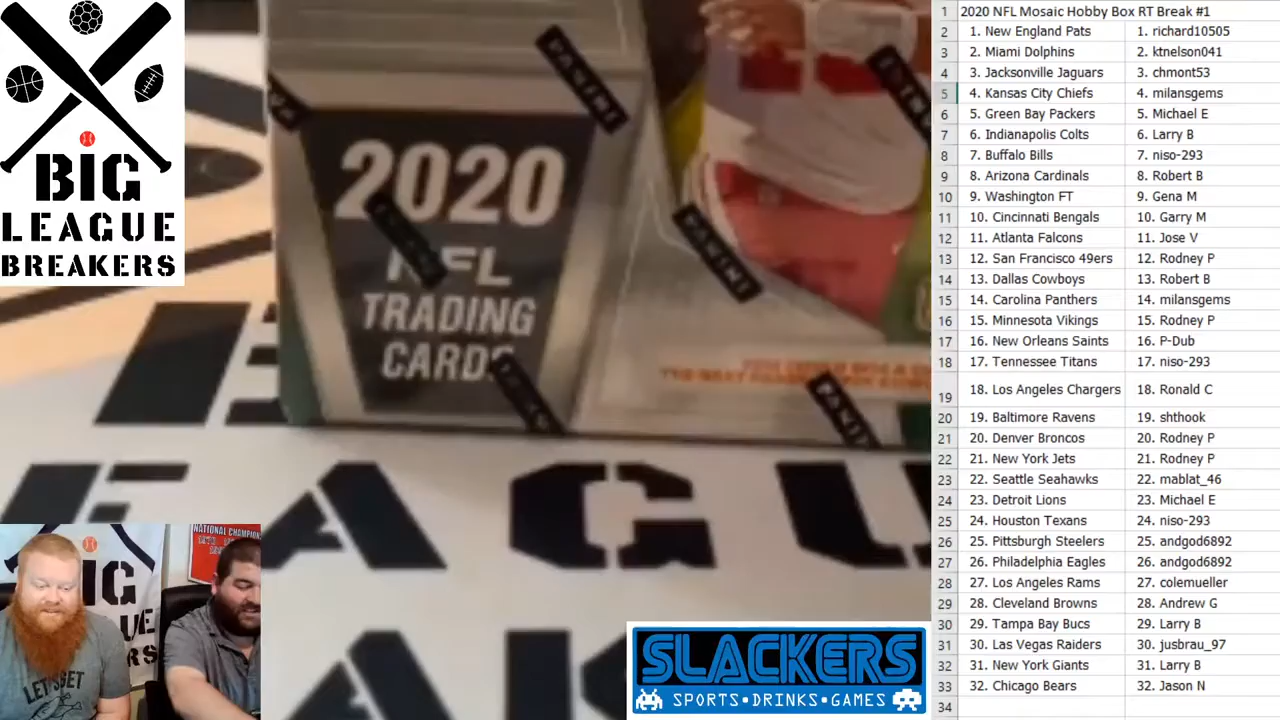 BIG
LEAGUE
BREAKERS
PANINI
2020
NFL
TRADING
CARDS
PANINI
EAGU
NATIONAL
BIG
LET'S GET
SLACKERS
SPORTS•DRINKS•GAMES
1 2020 NFL Mosaic Hobby Box RT Break #1
2 1. New England Pats 1. richard10505
3 2. Miami Dolphins 2. ktnelson041
4 3. Jacksonville Jaguars 3. chmont53
5 4. Kansas City Chiefs 4. milansgems
6 5. Green Bay Packers 5. Michael E
7 6. Indianapolis Colts 6. Larry B
8 7. Buffalo Bills 7. niso-293
9 8. Arizona Cardinals 8. Robert B
10 9. Washington FT 9. Gena M
11 10. Cincinnati Bengals 10. Garry M
12 11. Atlanta Falcons 11. Jose V
13 12. San Francisco 49ers 12. Rodney P
14 13. Dallas Cowboys 13. Robert B
15 14. Carolina Panthers 14. milansgems
16 15. Minnesota Vikings 15. Rodney P
17 16. New Orleans Saints 16. P-Dub
18 17. Tennessee Titans 17. niso-293
19 18. Los Angeles Chargers 18. Ronald C
20 19. Baltimore Ravens 19. shthook
21 20. Denver Broncos 20. Rodney P
22 21. New York Jets 21. Rodney P
23 22. Seattle Seahawks 22. mablat_46
24 23. Detroit Lions 23. Michael E
25 24. Houston Texans 24. niso-293
26 25. Pittsburgh Steelers 25. andgod6892
27 26. Philadelphia Eagles 26. andgod6892
28 27. Los Angeles Rams 27. colemueller
29 28. Cleveland Browns 28. Andrew G
30 29. Tampa Bay Bucs 29. Larry B
31 30. Las Vegas Raiders 30. jusbrau_97
32 31. New York Giants 31. Larry B
33 32. Chicago Bears 32. Jason N
34